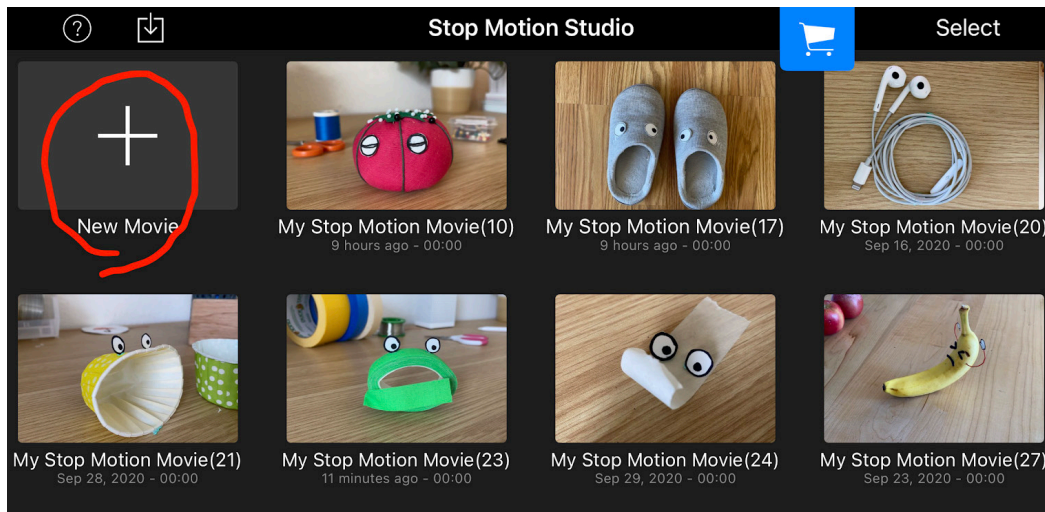 Stop Motion Studio
Select
New Movie
My Stop Motion Movie(10)
9 hours ago - 00:00
My Stop Motion Movie(17)
9 hours ago - 00:00
My Stop Motion Movie(20)
Sep 16, 2020 - 00:00
My Stop Motion Movie(21)
Sep 28, 2020 - 00:00
My Stop Motion Movie(23)
11 minutes ago - 00:00
My Stop Motion Movie(24)
Sep 29, 2020 - 00:00
My Stop Motion Movie(27)
Sep 23, 2020 - 00:00